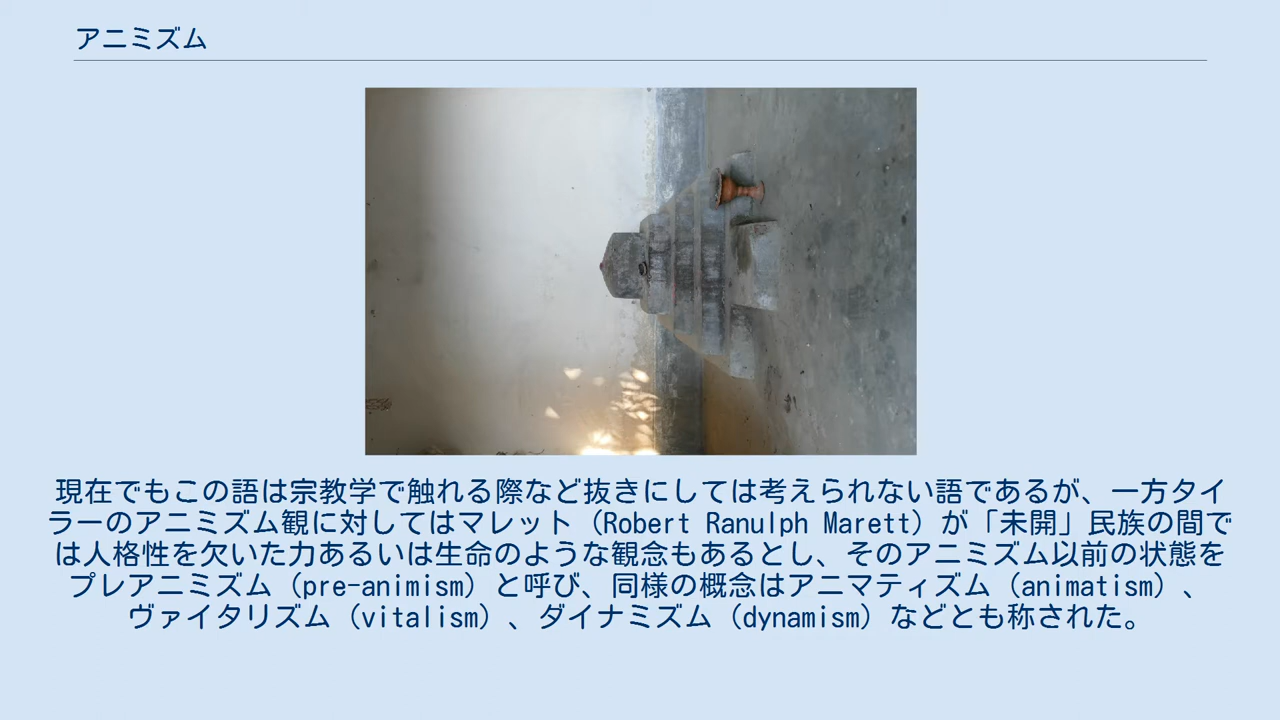 アニミズム
現在でもこの語は宗教学で触れる際など抜きにしては考えられない語であるが、一方タイ
ラーのアニミズム観に対してはマレット（Robert Ranulph Marett）が「未開」民族の間で
は人格性を欠いた力あるいは生命のような観念もあるとし、そのアニミズム以前の状態を
プレアニミズム（pre-animism）と呼び、同様の概念はアニマティズム（animatism）、
ヴァイタリズム（vitalism）、ダイナミズム（dynamism）などとも称された。